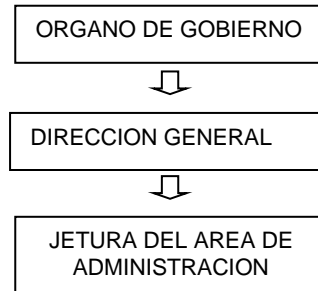 ORGANO DE GOBIERNO
DIRECCION GENERAL
JETURA DEL AREA DE
ADMINISTRACION